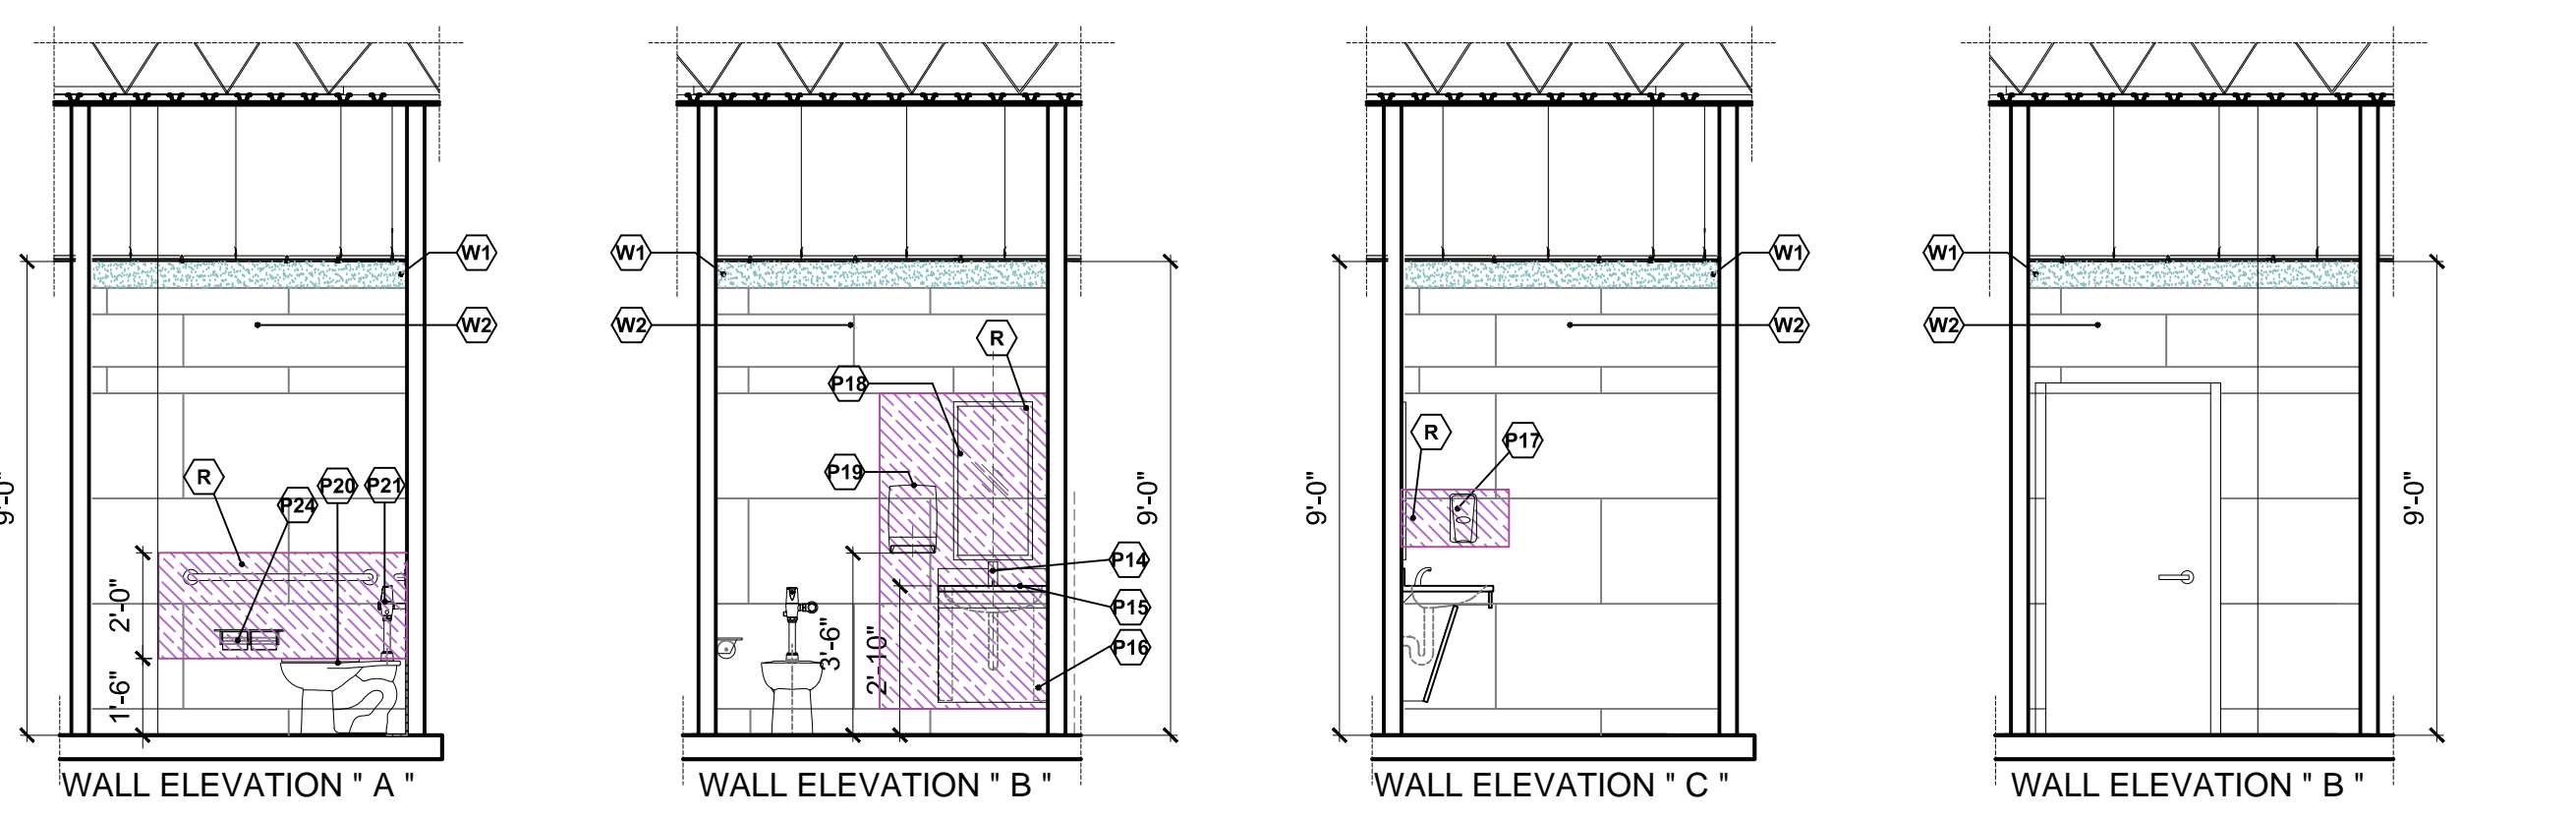 W1
W2
R
P24
P20
P21
9'-0"
2'-0"
1'-6"
WALL ELEVATION " A "
W1
W2
R
P18
P19
P14
P15
P16
3'-6"
2'-10"
9'-0"
WALL ELEVATION " B "
W1
W2
R
P17
9'-0"
WALL ELEVATION " C "
W1
W2
9'-0"
WALL ELEVATION " B "